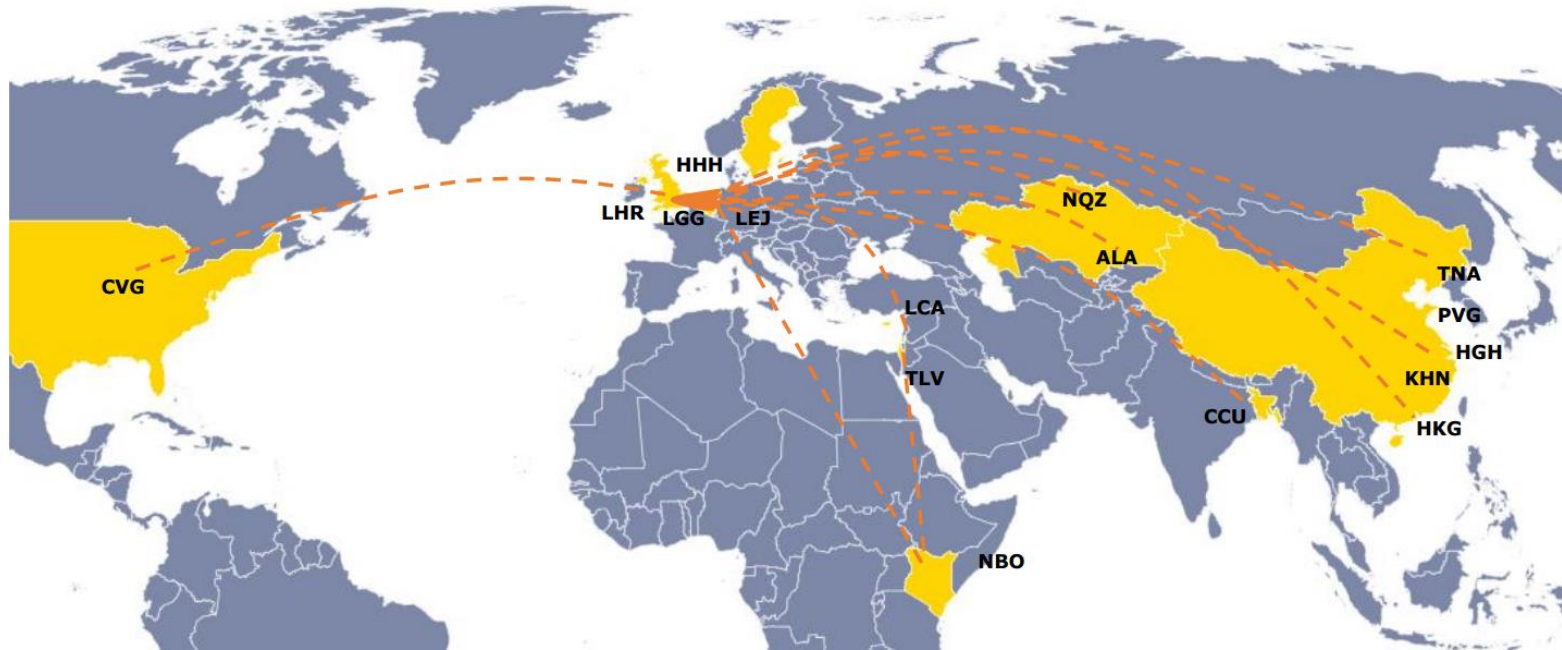 HHH
LHR
LGG
LEJ
NQZ
ALA
CVG
TNA
LCA
PVG
HGH
TLV
KHN
CCU
HKG
NBO